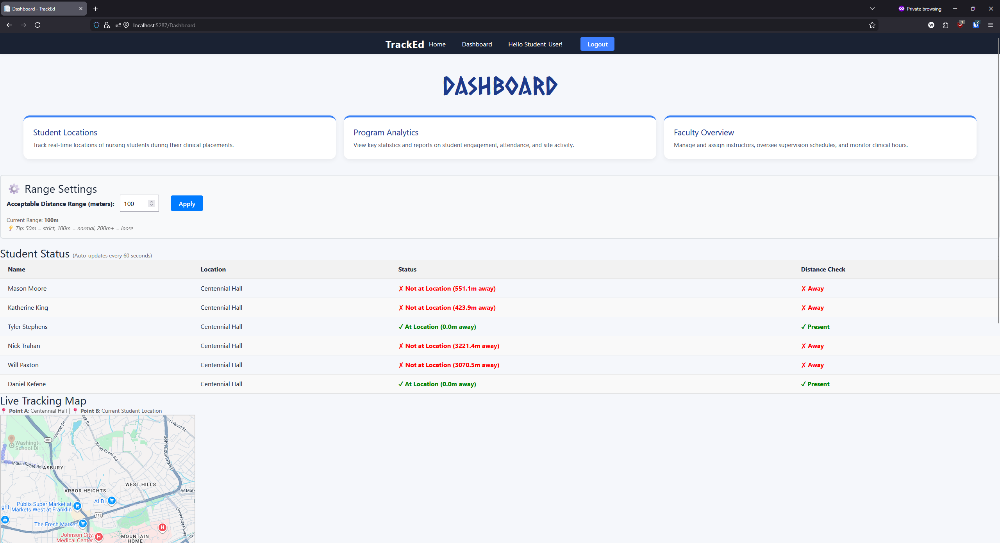 Dashboard - TrackEd
Private browsing
localhost:5287/Dashboard
1
2
TrackEd Home Dashboard Hello Student_User! Logout
DASHBOARD
Student Locations
Track real-time locations of nursing students during their clinical placements.
Program Analytics
View key statistics and reports on student engagement, attendance, and site activity.
Faculty Overview
Manage and assign instructors, oversee supervision schedules, and monitor clinical hours.
⚙️ Range Settings
Acceptable Distance Range (meters): 100 Apply
Current Range: 100m
💡 Tip: 50m = strict, 100m = normal, 200m+ = loose
Student Status (Auto-updates every 60 seconds)
Name Location Status Distance Check
Mason Moore Centennial Hall ✗ Not at Location (551.1m away) ✗ Away
Katherine King Centennial Hall ✗ Not at Location (423.9m away) ✗ Away
Tyler Stephens Centennial Hall ✓ At Location (0.0m away) ✓ Present
Nick Trahan Centennial Hall ✗ Not at Location (3221.4m away) ✗ Away
Will Paxton Centennial Hall ✗ Not at Location (3070.5m away) ✗ Away
Daniel Kefene Centennial Hall ✓ At Location (0.0m away) ✓ Present
Live Tracking Map
📍 Point A: Centennial Hall | 📍 Point B: Current Student Location
eek Rd
N Roan St
Sunset Dr
381
John Exum Pkwy
Washingt
School Di
Knob Creek Rd
Indian Ridge Rd
ASBURY
WEST HILLS
ARBOR HEIGHTS
W Mark
ALDI
Publix Super Market at
Markets West at Franklin
ight
11E
University Pkwy
The Fresh Market
H
Johnson City
Medical Center
H
MOUNTAIN
HOME